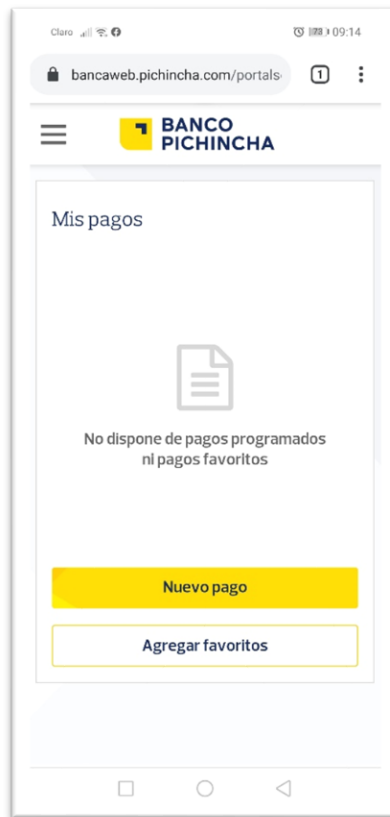 Claro 09:14
bancaweb.pichincha.com/portals
1
BANCO
PICHINCHA
Mis pagos
No dispone de pagos programados
ni pagos favoritos
Nuevo pago
Agregar favoritos